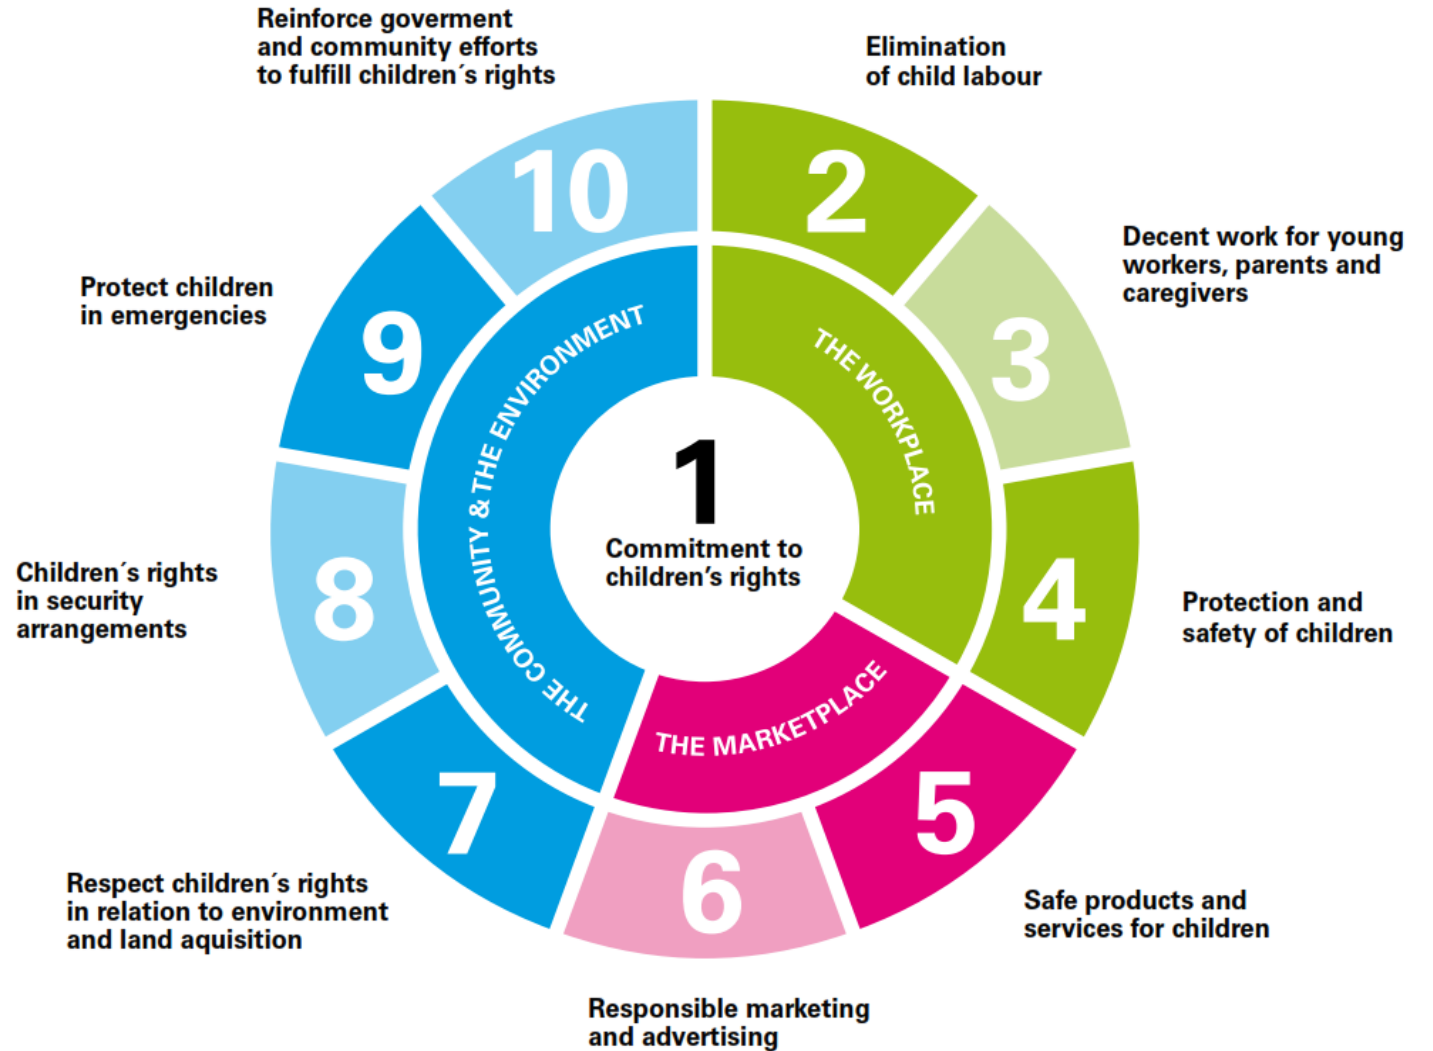 Reinforce goverment
and community efforts
to fulfill children´s rights
Elimination
of child labour
10
2
Decent work for young
workers, parents and
caregivers
Protect children
in emergencies
9
3
THE COMMUNITY & THE ENVIRONMENT
THE WORKPLACE
1
Commitment to
children’s rights
Children´s rights
in security
arrangements
8
4
Protection and
safety of children
THE MARKETPLACE
7
5
Respect children´s rights
in relation to environment
and land aquisition
6
Safe products and
services for children
Responsible marketing
and advertising